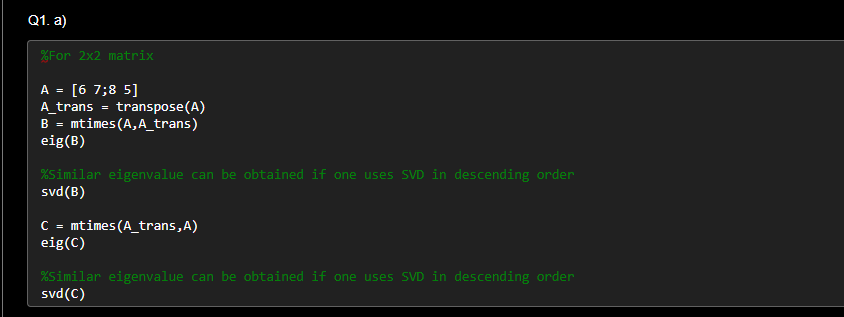 Q1. a)
%For 2x2 matrix
A = [6 7;8 5]
A_trans = transpose(A)
B = mtimes(A,A_trans)
eig(B)
%Similar eigenvalue can be obtained if one uses SVD in descending order
svd(B)
C = mtimes(A_trans,A)
eig(C)
%Similar eigenvalue can be obtained if one uses SVD in descending order
svd(C)